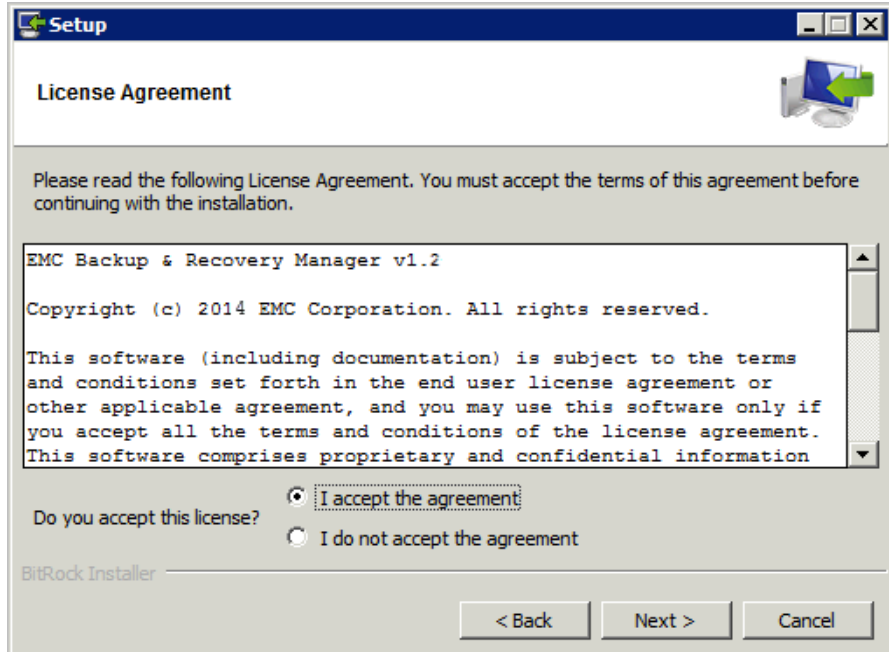 Setup
License Agreement
Please read the following License Agreement. You must accept the terms of this agreement before
continuing with the installation.
EMC Backup & Recovery Manager v1.2
Copyright (c) 2014 EMC Corporation. All rights reserved.
This software (including documentation) is subject to the terms
and conditions set forth in the end user license agreement or
other applicable agreement, and you may use this software only if
you accept all the terms and conditions of the license agreement.
This software comprises proprietary and confidential information
Do you accept this license?
I accept the agreement
I do not accept the agreement
BitRock Installer
< Back
Next >
Cancel